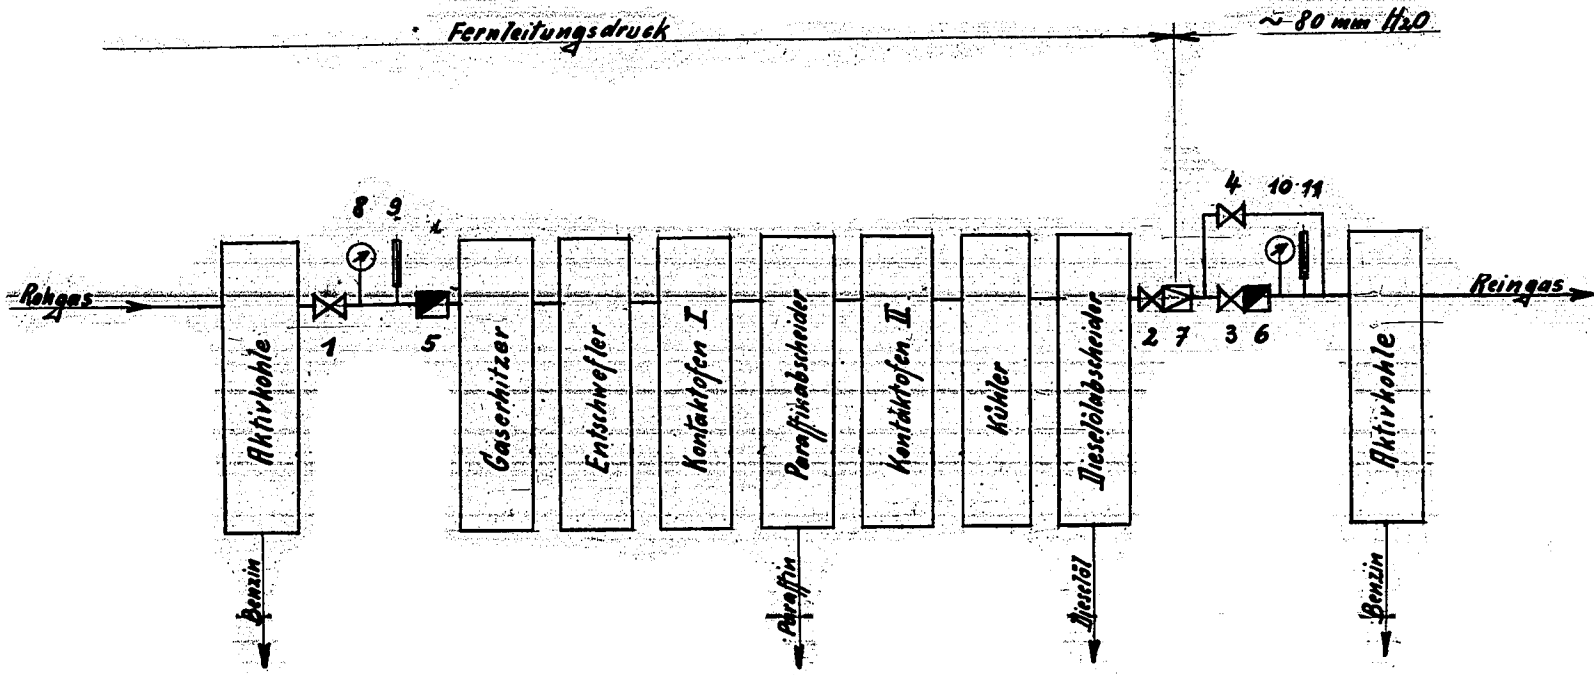 Fernleitungsdruck
~ 80 mm H2O
4
10 11
8 9
Rohgas
Reingas
1
5
2 7 3 6
Aktivkohle
Gaserhitzer
Entschwefler
Kontaktofen I
Paraffinabscheider
Kontaktofen II
Kühler
Dieselölabscheider
Aktivkohle
Benzin
Paraffin
Dieselöl
Benzin